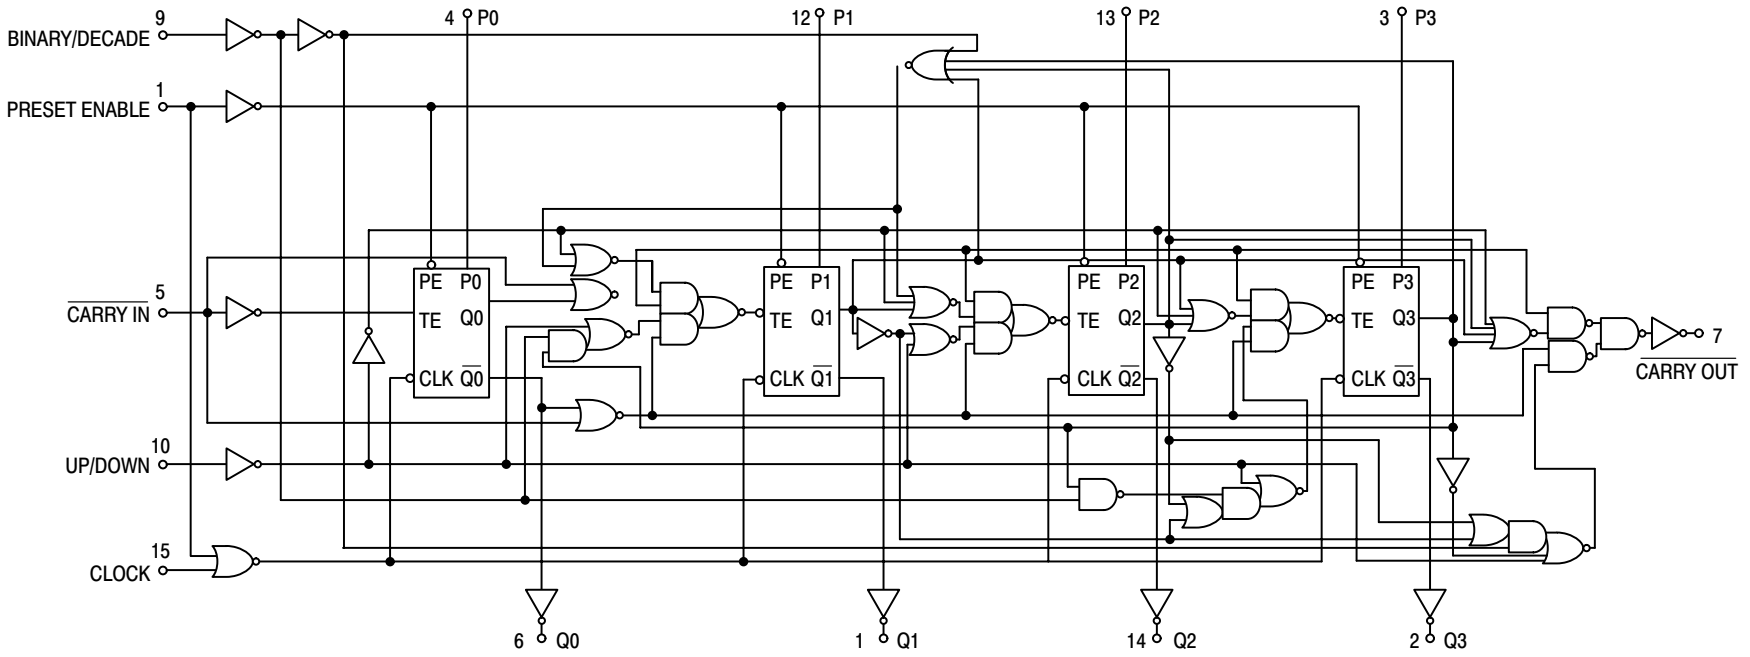 9
BINARY/DECADE
4 P0
12 P1
13 P2
3 P3
1
PRESET ENABLE
5
CARRY IN
PE P0
TE Q0
CLK Q0
PE P1
TE Q1
CLK Q1
PE P2
TE Q2
CLK Q2
PE P3
TE Q3
CLK Q3
7
CARRY OUT
10
UP/DOWN
15
CLOCK
6 Q0
1 Q1
14 Q2
2 Q3